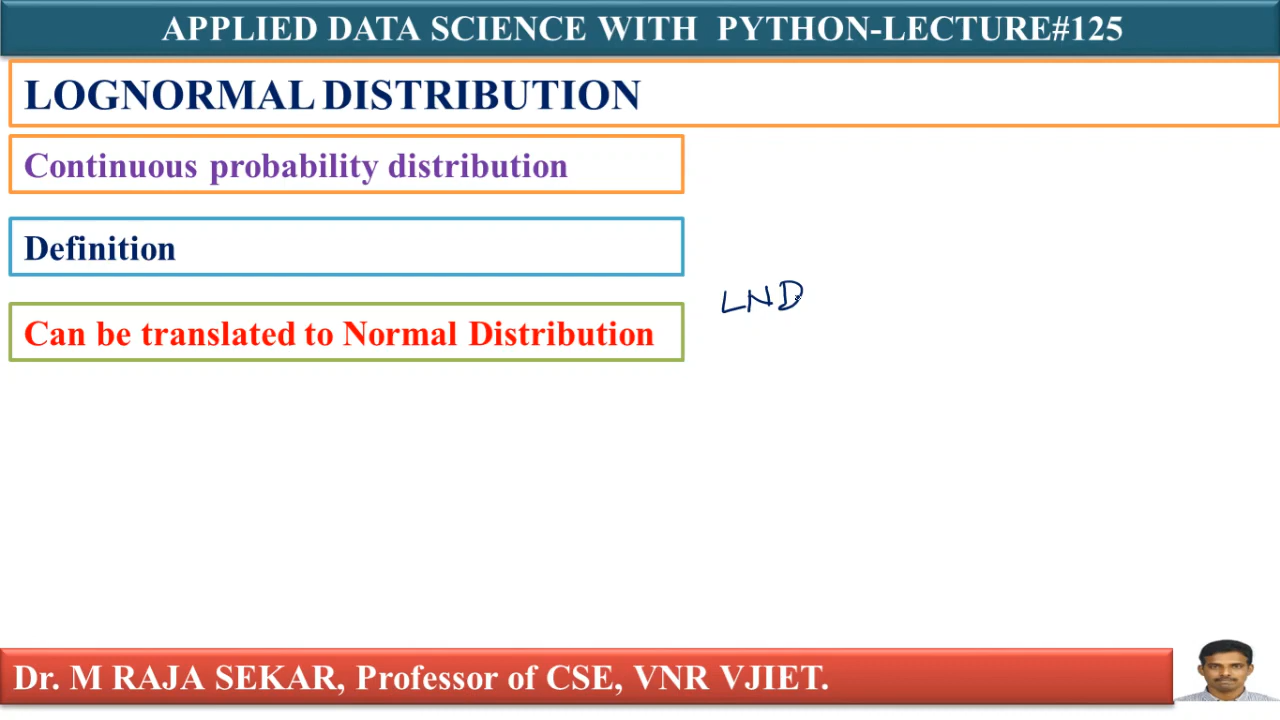 APPLIED DATA SCIENCE WITH PYTHON-LECTURE#125
LOGNORMAL DISTRIBUTION
Continuous probability distribution
Definition
LND
Can be translated to Normal Distribution
Dr. M RAJA SEKAR, Professor of CSE, VNR VJIET.